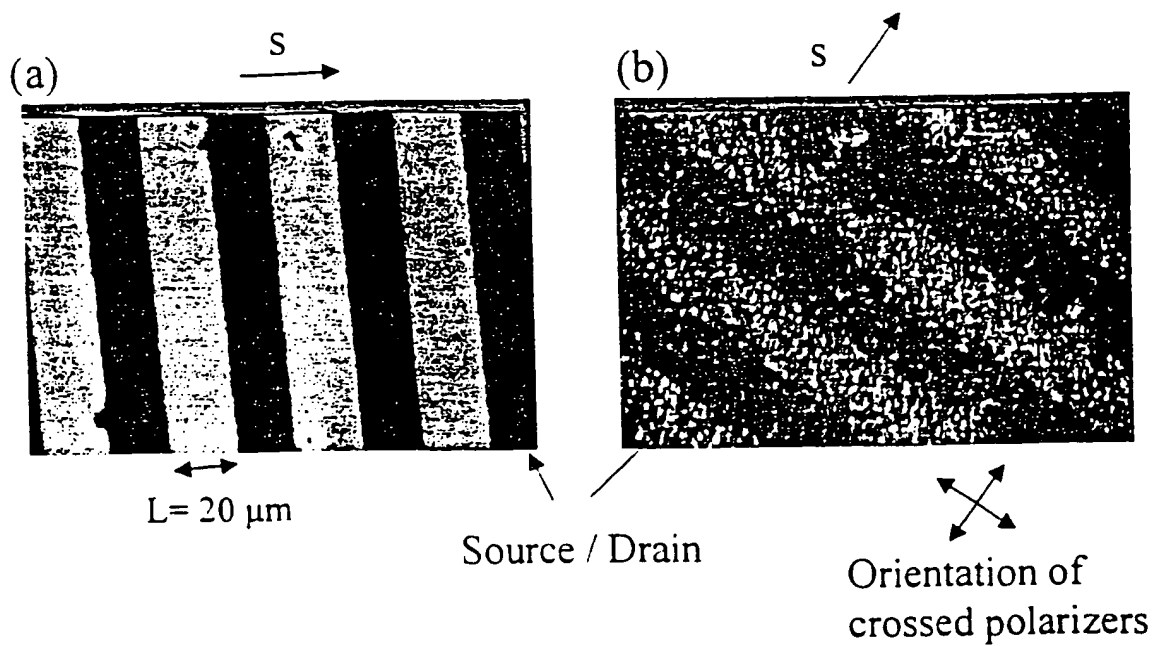 (a)
S
(b)
S
L= 20 μm
Source / Drain
Orientation of
crossed polarizers